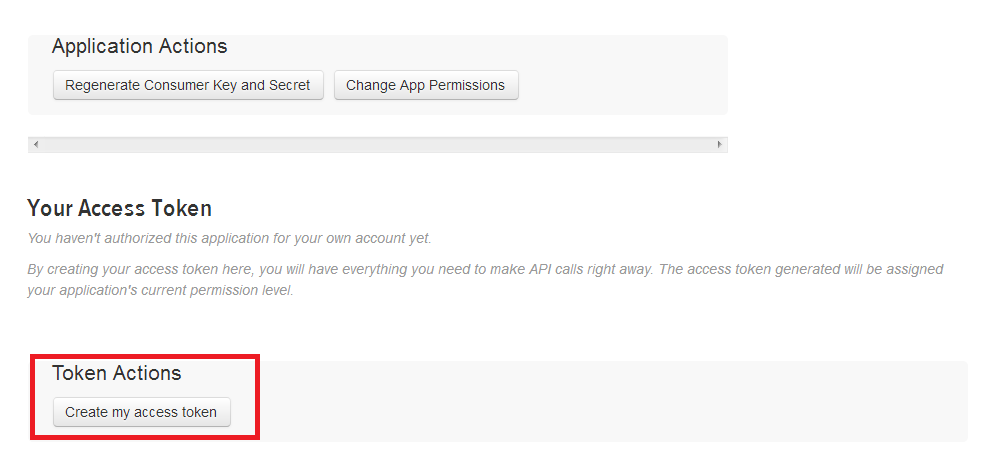 Application Actions
Regenerate Consumer Key and Secret
Change App Permissions
Your Access Token
You haven't authorized this application for your own account yet.
By creating your access token here, you will have everything you need to make API calls right away. The access token generated will be assigned
your application's current permission level.
Token Actions
Create my access token